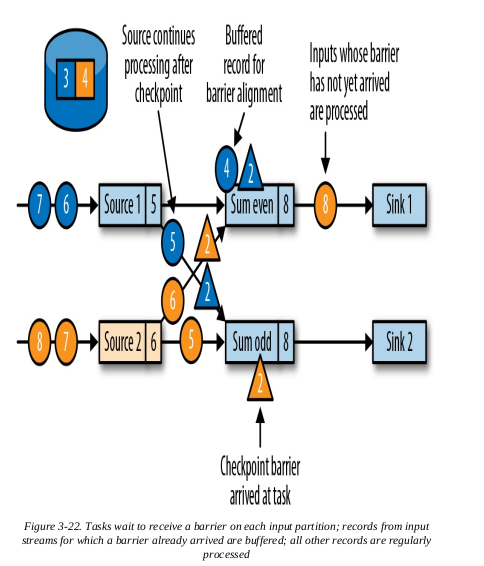 Source continues
processing after
checkpoint
Buffered
record for
barrier alignment
Inputs whose barrier
has not yet arrived
are processed
3 4
4 2
7 6 Source 1 5 Sum even 8 8 Sink 1
5 2
6 2
8 7 Source 2 6 5 Sum odd 8 Sink 2
2
Checkpoint barrier
arrived at task
Figure 3-22. Tasks wait to receive a barrier on each input partition; records from input
streams for which a barrier already arrived are buffered; all other records are regularly
processed